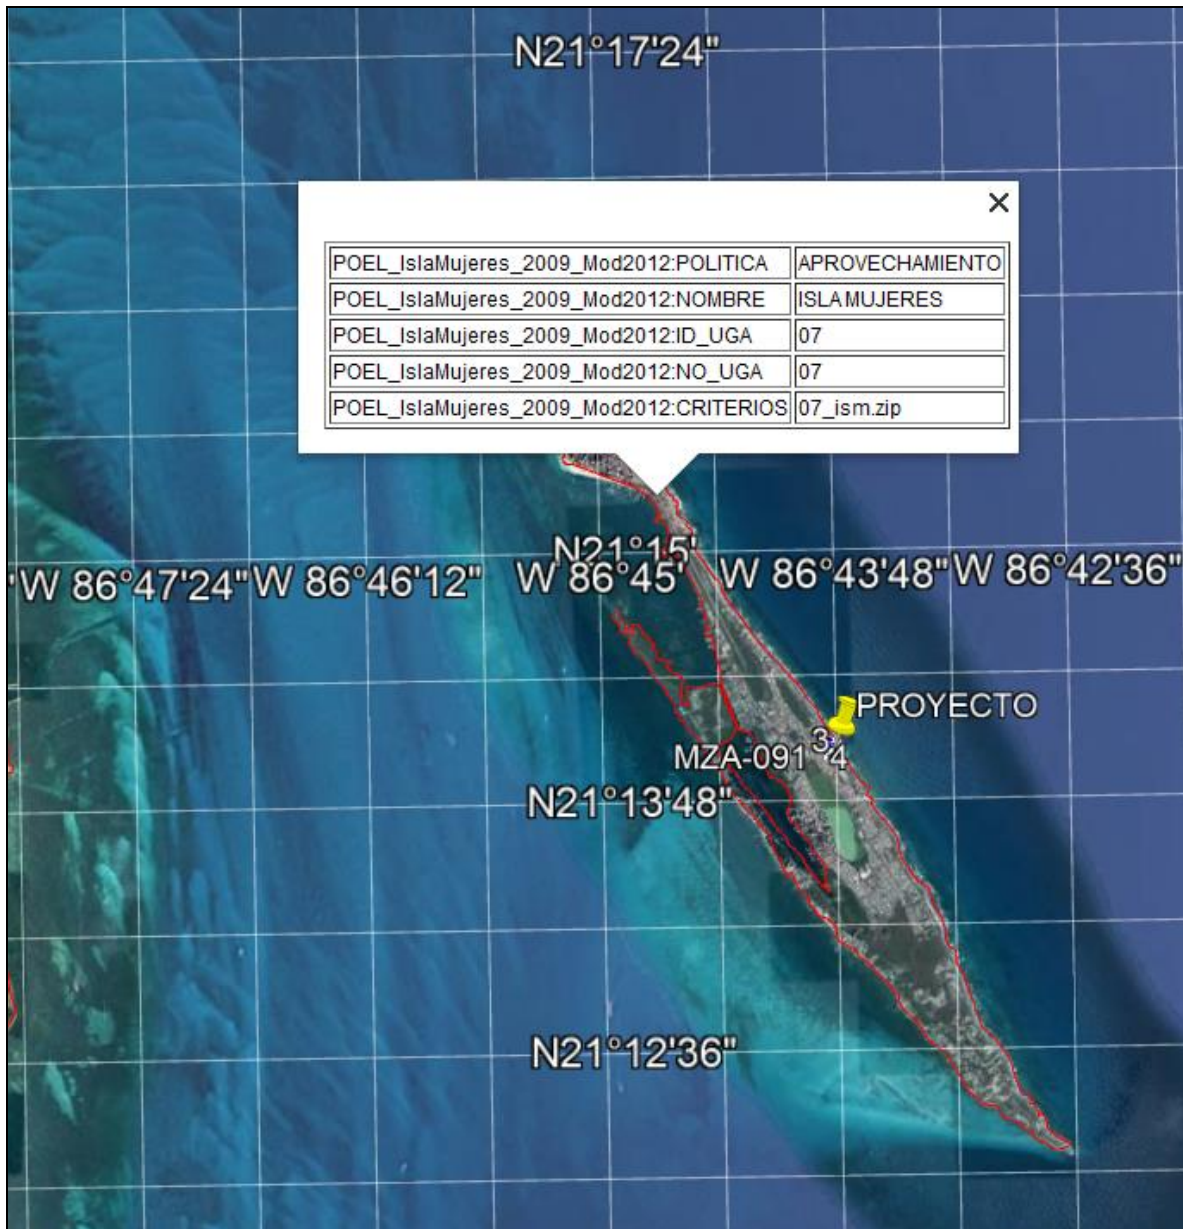 N21°17'24"
POEL_IslaMujeres_2009_Mod2012:POLITICA APROVECHAMIENTO
POEL_IslaMujeres_2009_Mod2012:NOMBRE ISLA MUJERES
POEL_IslaMujeres_2009_Mod2012:ID_UGA 07
POEL_IslaMujeres_2009_Mod2012:NO_UGA 07
POEL_IslaMujeres_2009_Mod2012:CRITERIOS 07_ism.zip
N21°15'
'W 86°47'24" W 86°46'12" W 86°45' W 86°43'48" W 86°42'36"
PROYECTO
MZA-091 3 4
N21°13'48"
N21°12'36"